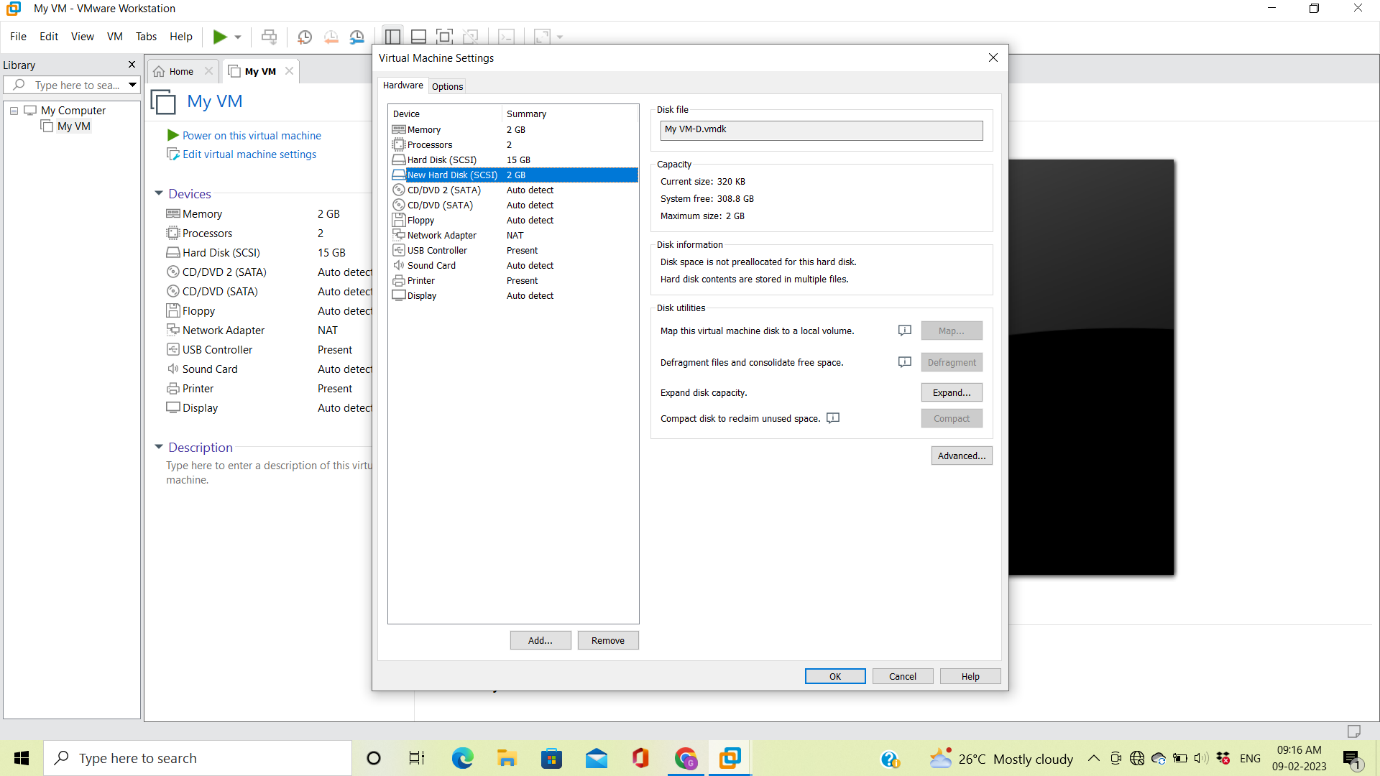 My VM - VMware Workstation
File Edit View VM Tabs Help
Library
Type here to sea...
My Computer
My VM
Home
My VM
My VM
Power on this virtual machine
Edit virtual machine settings
Devices
Memory 2 GB
Processors 2
Hard Disk (SCSI) 15 GB
CD/DVD 2 (SATA) Auto detect
CD/DVD (SATA) Auto detect
Floppy Auto detect
Network Adapter NAT
USB Controller Present
Sound Card Auto detect
Printer Present
Display Auto detect
Description
Type here to enter a description of this virtu
machine.
Virtual Machine Settings
Hardware Options
Device Summary
Memory 2 GB
Processors 2
Hard Disk (SCSI) 15 GB
New Hard Disk (SCSI) 2 GB
CD/DVD 2 (SATA) Auto detect
CD/DVD (SATA) Auto detect
Floppy Auto detect
Network Adapter NAT
USB Controller Present
Sound Card Auto detect
Printer Present
Display Auto detect
Add... Remove
Disk file
My VM-D.vmdk
Capacity
Current size: 320 KB
System free: 308.8 GB
Maximum size: 2 GB
Disk information
Disk space is not preallocated for this hard disk.
Hard disk contents are stored in multiple files.
Disk utilities
Map this virtual machine disk to a local volume. Map...
Defragment files and consolidate free space. Defragment
Expand disk capacity. Expand...
Compact disk to reclaim unused space. Compact
Advanced...
OK Cancel Help
Type here to search
G
26°C Mostly cloudy
ENG
09:16 AM
09-02-2023
1